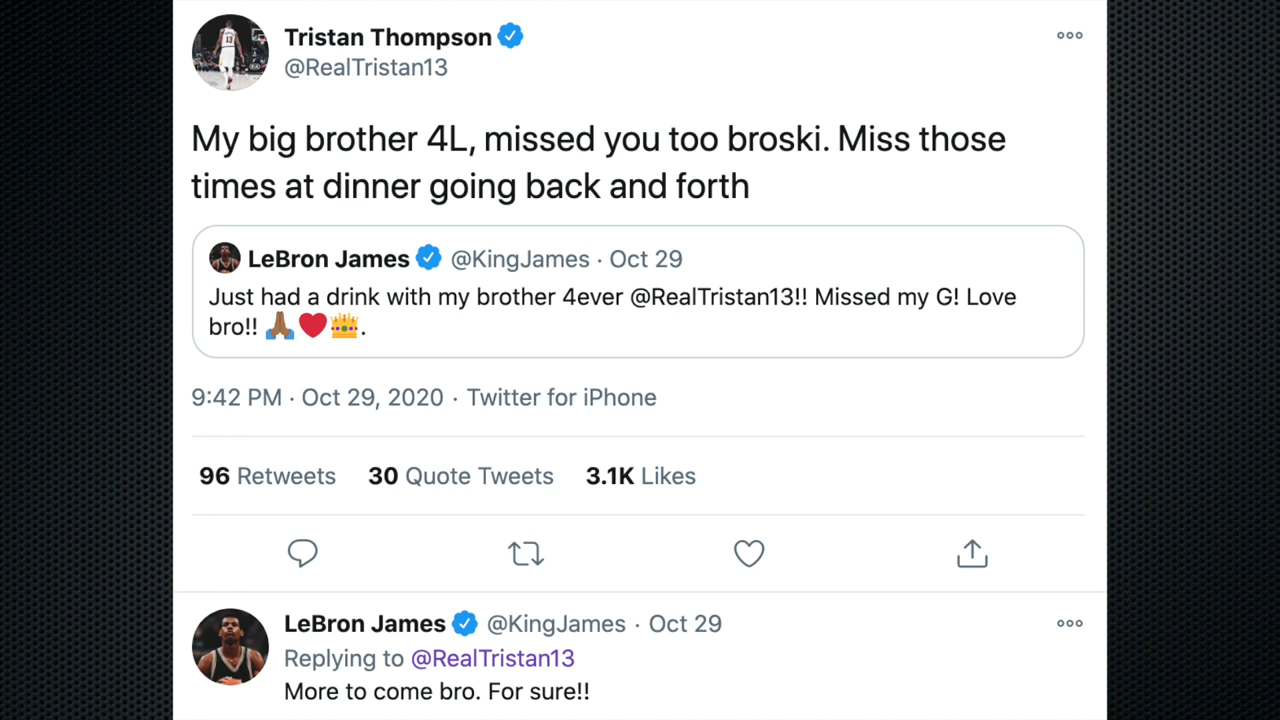 Tristan Thompson
@RealTristan13
My big brother 4L, missed you too broski. Miss those
times at dinner going back and forth
LeBron James @KingJames · Oct 29
Just had a drink with my brother 4ever @RealTristan13!! Missed my G! Love
bro!! 🙏🏾❤️👑.
9:42 PM · Oct 29, 2020 · Twitter for iPhone
96 Retweets 30 Quote Tweets 3.1K Likes
LeBron James @KingJames · Oct 29
Replying to @RealTristan13
More to come bro. For sure!!